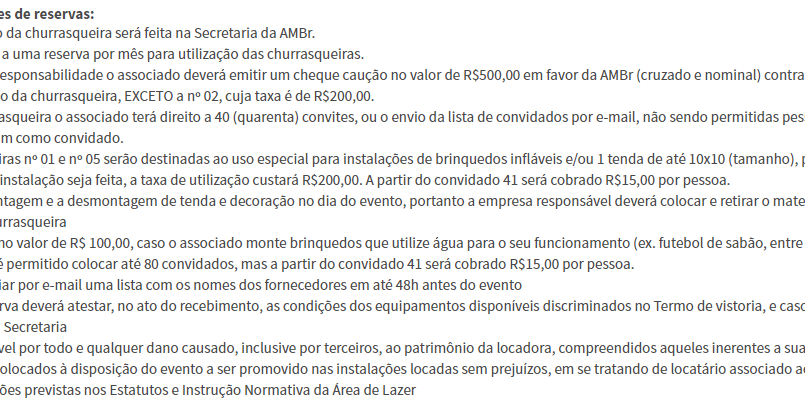 es de reservas:
o da churrasqueira será feita na Secretaria da AMBr.
a uma reserva por mês para utilização das churrasqueiras.
esponsabilidade o associado deverá emitir um cheque caução no valor de R$500,00 em favor da AMBr (cruzado e nominal) contra
o da churrasqueira, EXCETO a nº 02, cuja taxa é de R$200,00.
asqueira o associado terá direito a 40 (quarenta) convites, ou o envio da lista de convidados por e-mail, não sendo permitidas pes
m como convidado.
iras nº 01 e nº 05 serão destinadas ao uso especial para instalações de brinquedos infláveis e/ou 1 tenda de até 10x10 (tamanho), p
instalação seja feita, a taxa de utilização custará R$200,00. A partir do convidado 41 será cobrado R$15,00 por pessoa.
ntagem e a desmontagem de tenda e decoração no dia do evento, portanto a empresa responsável deverá colocar e retirar o mate
urrasqueira
no valor de R$ 100,00, caso o associado monte brinquedos que utilize água para o seu funcionamento (ex. futebol de sabão, entre
é permitido colocar até 80 convidados, mas a partir do convidado 41 será cobrado R$15,00 por pessoa.
iar por e-mail uma lista com os nomes dos fornecedores em até 48h antes do evento
rva deverá atestar, no ato do recebimento, as condições dos equipamentos disponíveis discriminados no Termo de vistoria, e caso
Secretaria
vel por todo e qualquer dano causado, inclusive por terceiros, ao patrimônio da locadora, compreendidos aqueles inerentes a sua
olocados à disposição do evento a ser promovido nas instalações locadas sem prejuízos, em se tratando de locatário associado ao
ões previstas nos Estatutos e Instrução Normativa da Área de Lazer